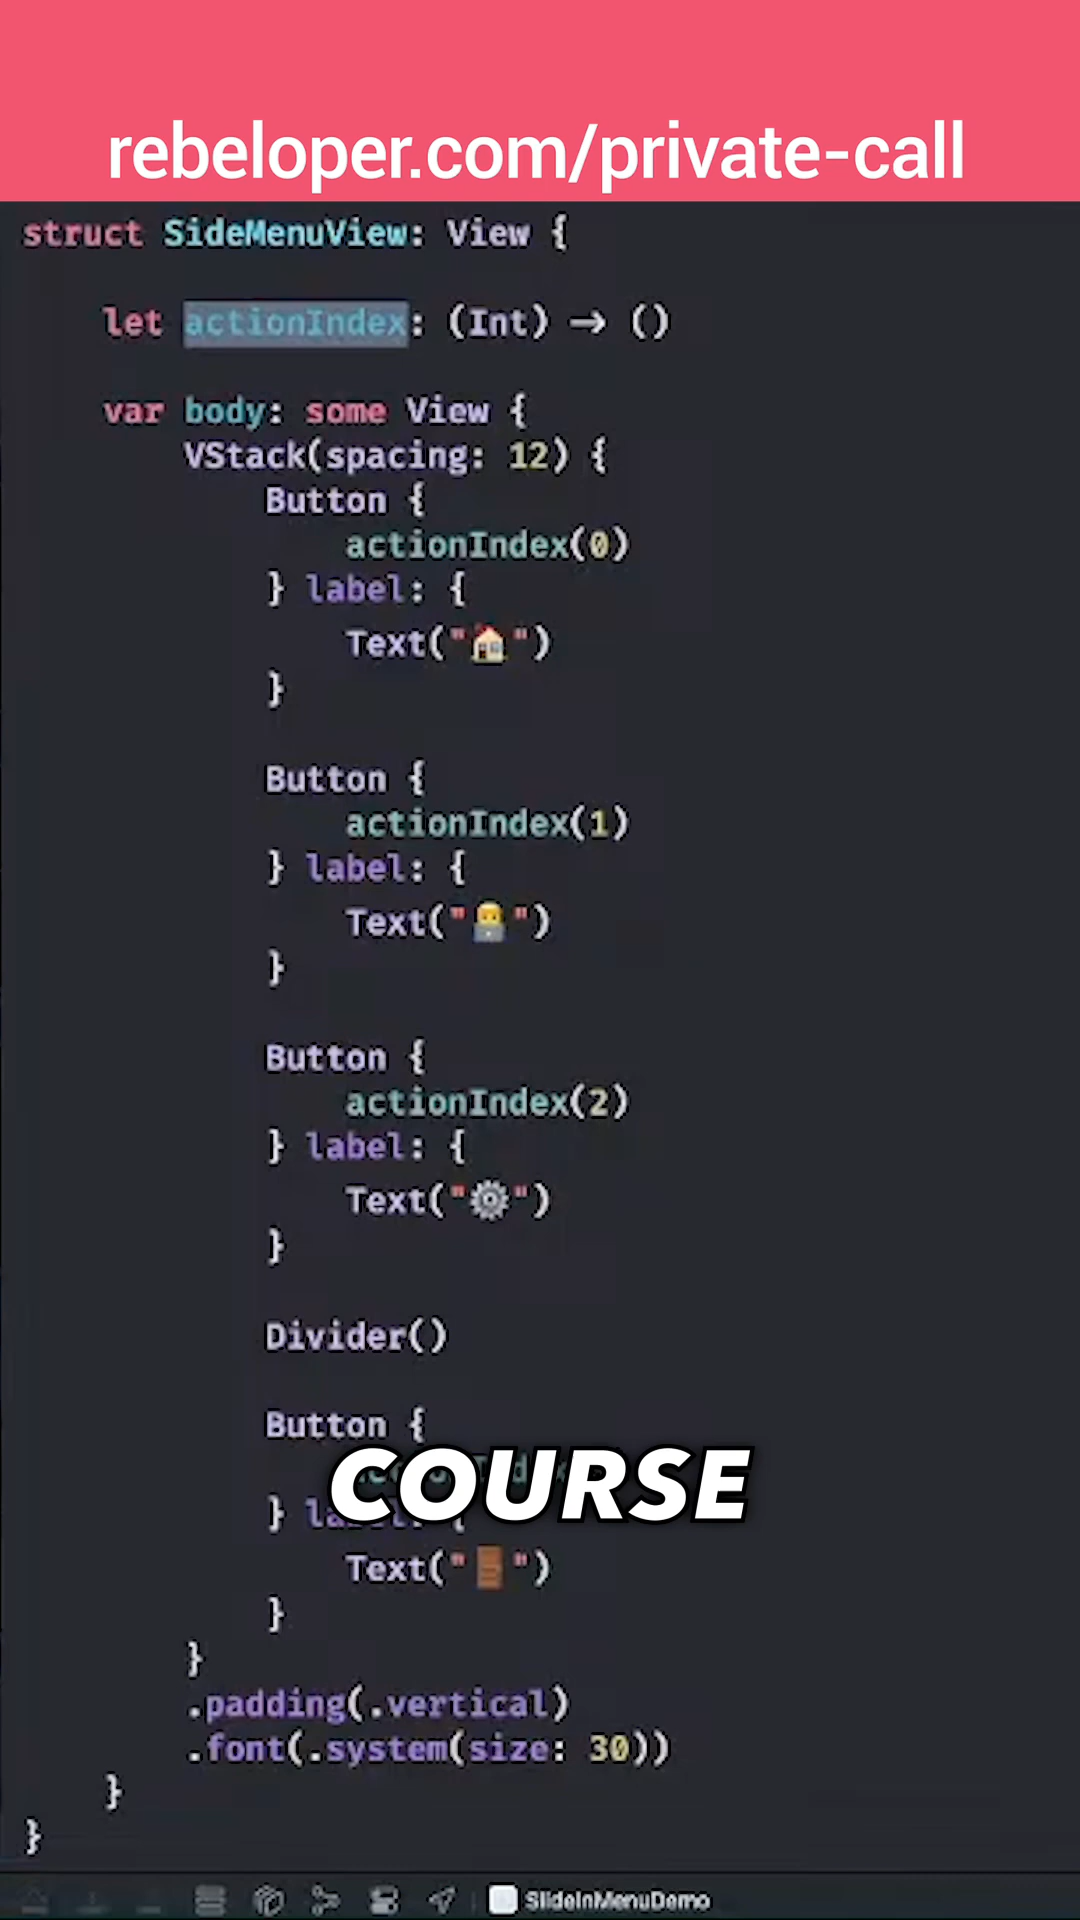 rebeloper.com/private-call
struct SideMenuView: View {
let actionIndex: (Int) -> ()
var body: some View {
VStack(spacing: 12) {
Button {
actionIndex(0)
} label: {
Text("🏠")
}
Button {
actionIndex(1)
} label: {
Text("👨‍💻")
}
Button {
actionIndex(2)
} label: {
Text("⚙️")
}
Divider()
Button {
COURSE
} label: {
Text("🚪")
}
}
.padding(.vertical)
.font(.system(size: 30))
}
}
SlideInMenuDemo